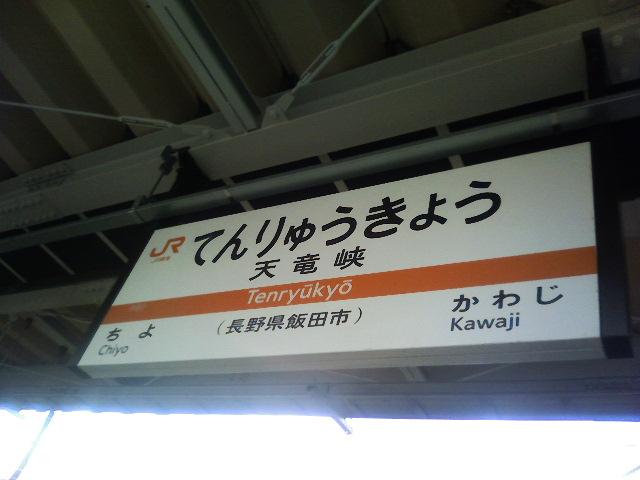 JR てんりゅうきょう
天竜峡
Tenryūkyō
ちよ かわじ
Chiyo Kawaji
（長野県飯田市）